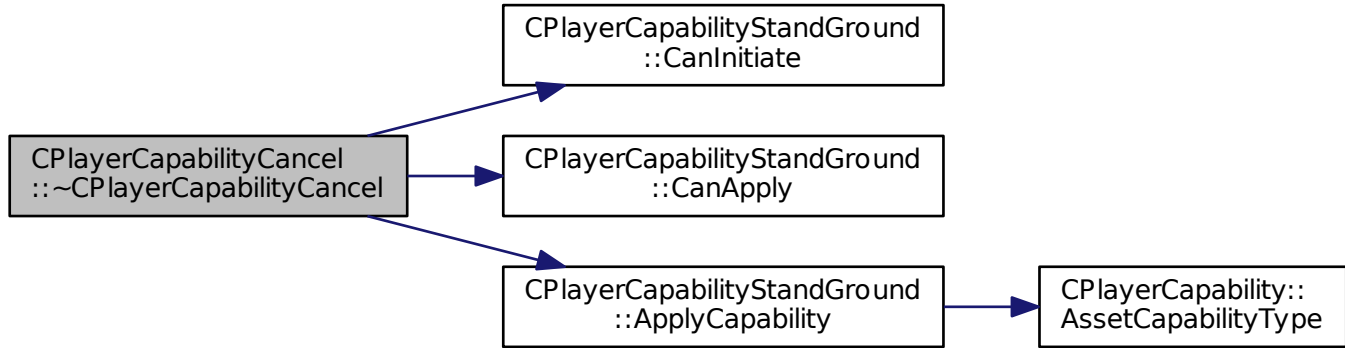 CPlayerCapabilityStandGround
::CanInitiate
CPlayerCapabilityCancel
::~CPlayerCapabilityCancel
CPlayerCapabilityStandGround
::CanApply
CPlayerCapabilityStandGround
::ApplyCapability
CPlayerCapability::
AssetCapabilityType